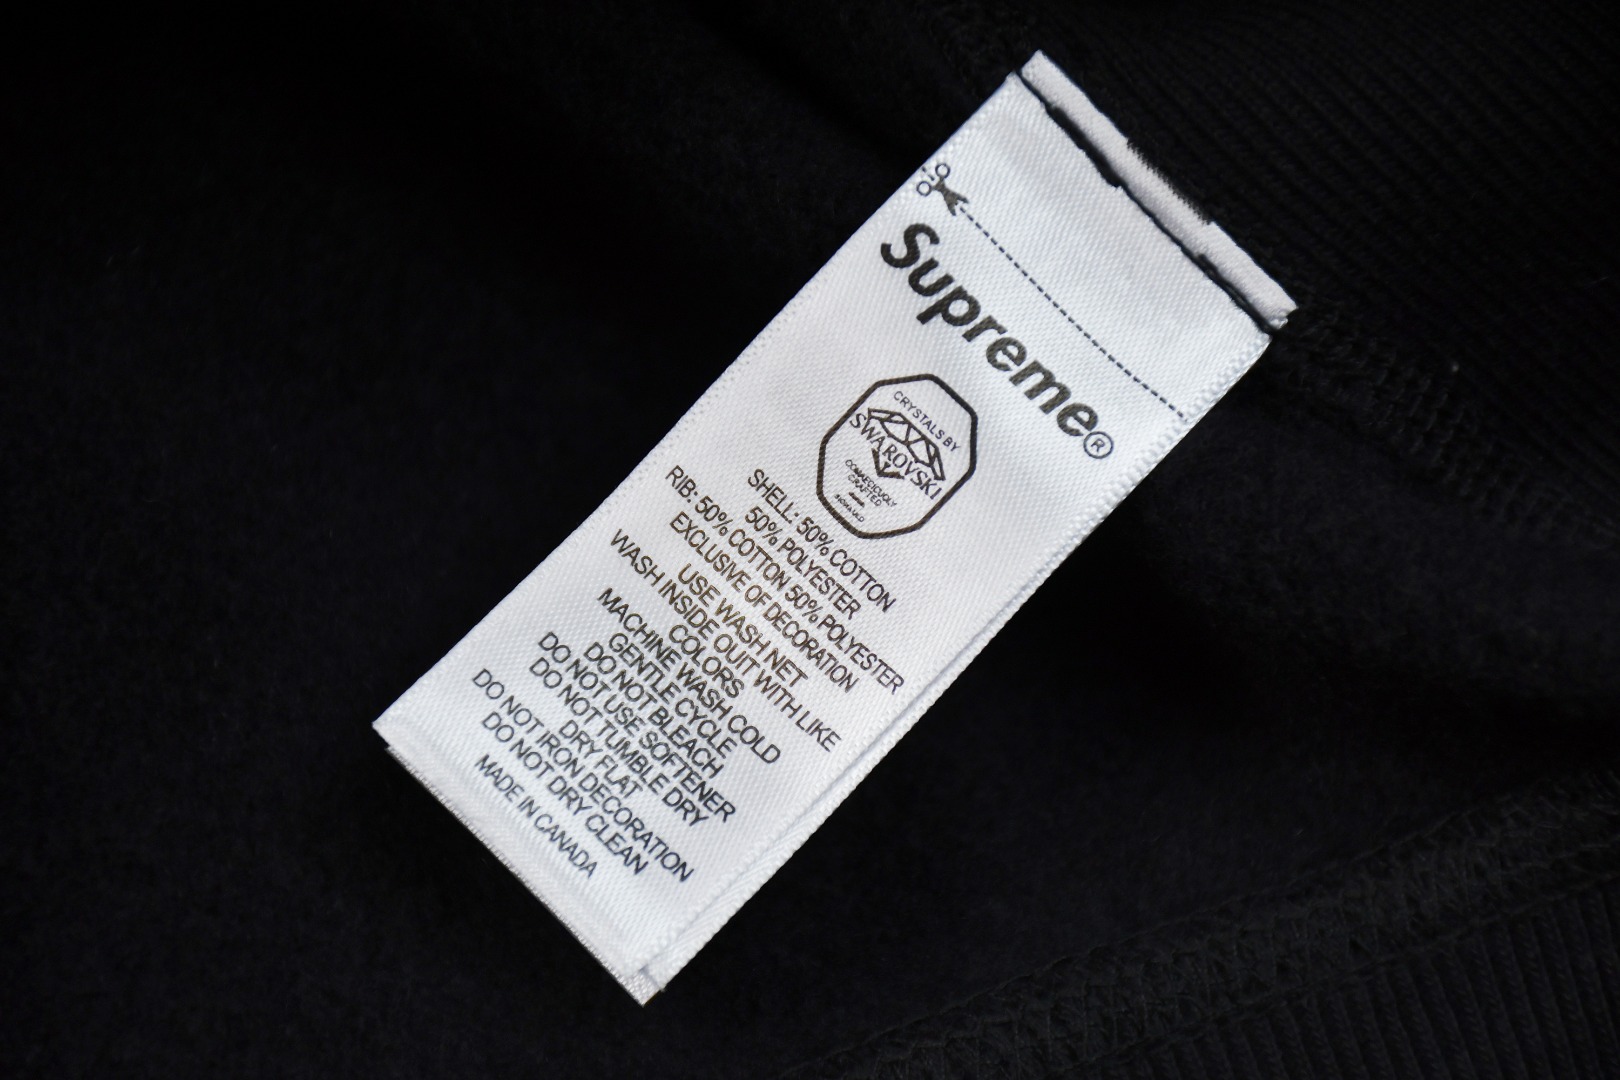 Supreme®
CRYSTALS BY
SWAROVSKI
CRAFTED
SHELL: 50% COTTON
50% POLYESTER
RIB: 50% COTTON 50% POLYESTER
EXCLUSIVE OF DECORATION
USE WASH NET
WASH INSIDE OUIT WITH LIKE
COLORS
MACHINE WASH COLD
GENTLE CYCLE
DO NOT BLEACH
DO NOT USE SOFTENER
DO NOT TUMBLE DRY
DRY FLAT
DO NOT IRON DECORATION
DO NOT DRY CLEAN
MADE IN CANADA